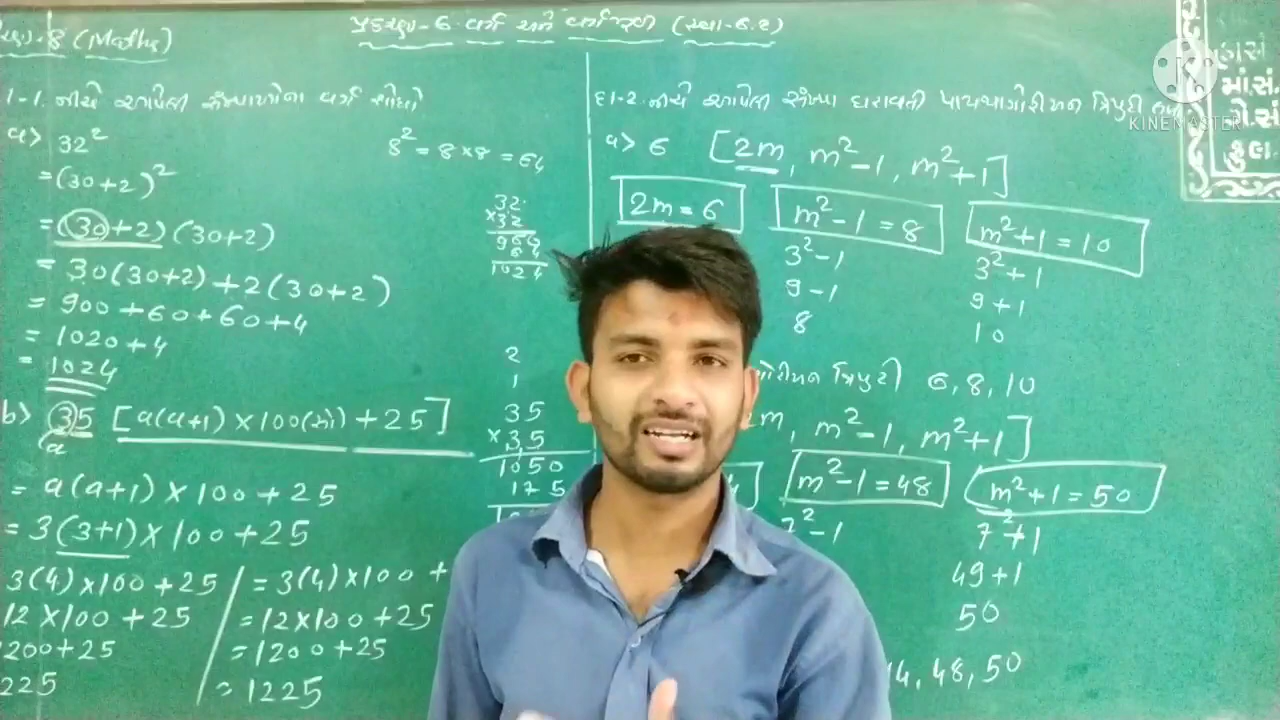 પ્રકરણ-6 વર્ગ અને વર્ગમૂળ (સ્વા-6.2)
8 (Maths)
1-1. નીચે આપેલી સંખ્યાઓના વર્ગ શોધો
a> 32²
8² = 8×8 = 64
= (30+2)²
= (30+2)(30+2)
= 30(30+2)+2(30+2)
= 900+60+60+4
= 1020+4
= 1024
32
×32
964
1024
b> 35 [a(a+1)×100(સો)+25]
a
= a(a+1)×100+25
= 3(3+1)×100+25
3(4)×100+25
12×100+25
200+25
225
= 3(4)×100+
= 12×100+25
= 1200+25
= 1225
2
1
35
×35
1050
175
દા-2. નીચે આપેલી સંખ્યા ધરાવતી પાયથાગોરીયન ત્રિપુટી
a> 6 [2m, m²-1, m²+1]
2m=6
m²-1=8
3²-1
9-1
8
m²+1=10
3²+1
9+1
10
ત્રિપુટી 6,8,10
m, m²-1, m²+1]
m²-1=48
7²-1
m²+1=50
7²+1
49+1
50
14,48,50
માં.સં.
કુલ
KINEMASTER